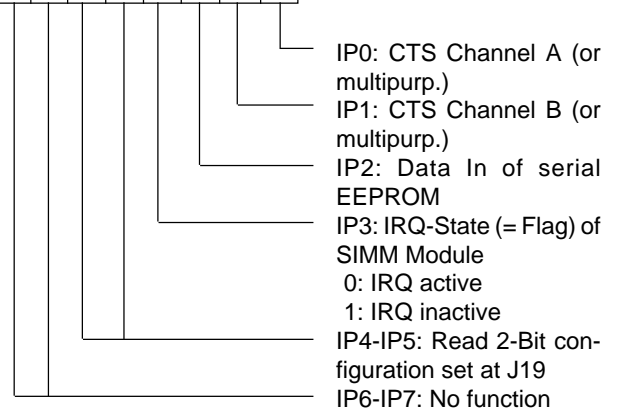 IP0: CTS Channel A (or
multipurp.)
IP1: CTS Channel B (or
multipurp.)
IP2: Data In of serial
EEPROM
IP3: IRQ-State (= Flag) of
SIMM Module
0: IRQ active
1: IRQ inactive
IP4-IP5: Read 2-Bit con-
figuration set at J19
IP6-IP7: No function